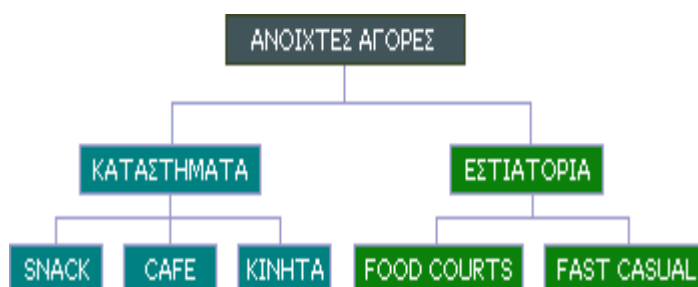 ΑΝΟΙΧΤΕΣ ΑΓΟΡΕΣ
ΚΑΤΑΣΤΗΜΑΤΑ
ΕΣΤΙΑΤΟΡΙΑ
SNACK
CAFE
ΚΙΝΗΤΑ
FOOD COURTS
FAST CASUAL